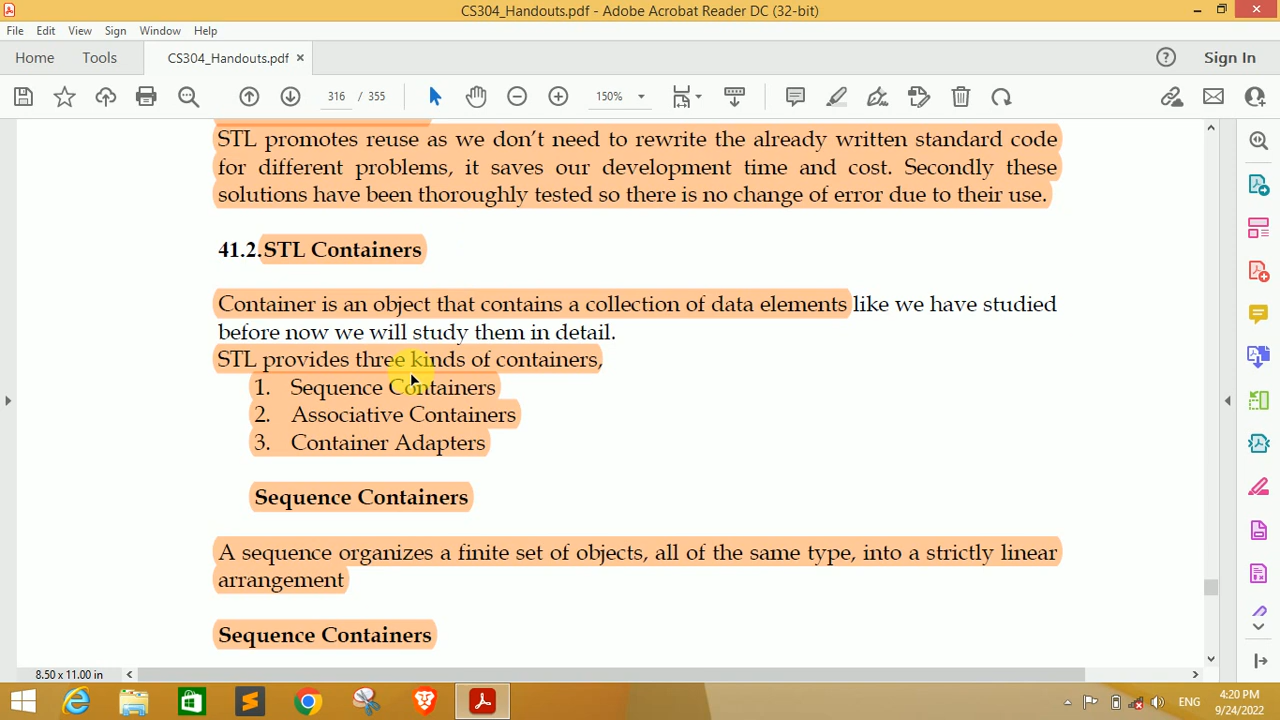 CS304_Handouts.pdf - Adobe Acrobat Reader DC (32-bit)
File Edit View Sign Window Help
Home Tools CS304_Handouts.pdf × Sign In
316 / 355 150%
STL promotes reuse as we don't need to rewrite the already written standard code
for different problems, it saves our development time and cost. Secondly these
solutions have been thoroughly tested so there is no change of error due to their use.
41.2. STL Containers
Container is an object that contains a collection of data elements like we have studied
before now we will study them in detail.
STL provides three kinds of containers,
1. Sequence Containers
2. Associative Containers
3. Container Adapters
Sequence Containers
A sequence organizes a finite set of objects, all of the same type, into a strictly linear
arrangement
Sequence Containers
8.50 x 11.00 in
ENG 4:20 PM
9/24/2022